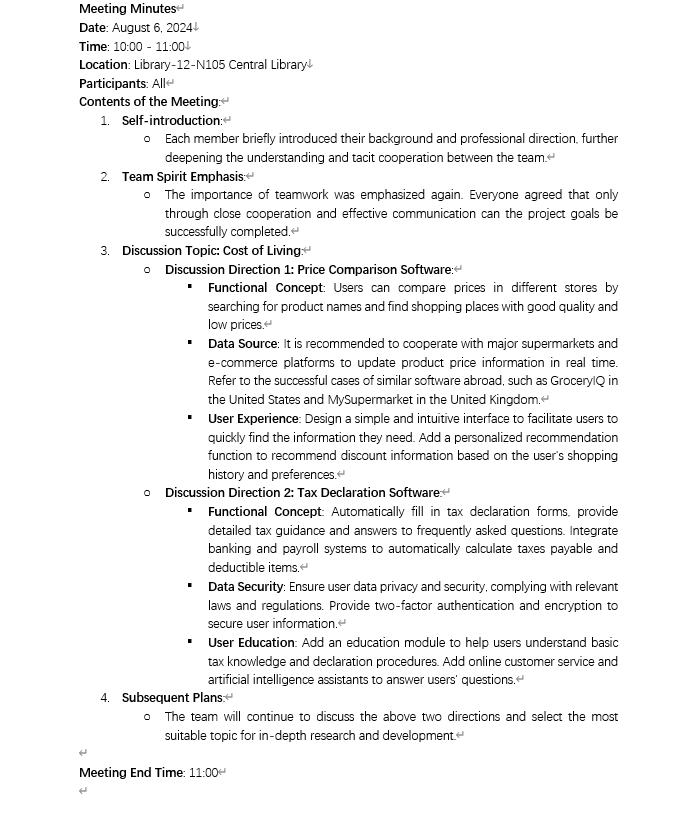 Meeting Minutes
Date: August 6, 2024
Time: 10:00 - 11:00
Location: Library-12-N105 Central Library
Participants: All
Contents of the Meeting:
1. Self-introduction:
o Each member briefly introduced their background and professional direction, further
deepening the understanding and tacit cooperation between the team.
2. Team Spirit Emphasis:
o The importance of teamwork was emphasized again. Everyone agreed that only
through close cooperation and effective communication can the project goals be
successfully completed.
3. Discussion Topic: Cost of Living:
o Discussion Direction 1: Price Comparison Software:
▪ Functional Concept: Users can compare prices in different stores by
searching for product names and find shopping places with good quality and
low prices.
▪ Data Source: It is recommended to cooperate with major supermarkets and
e-commerce platforms to update product price information in real time.
Refer to the successful cases of similar software abroad, such as GroceryIQ in
the United States and MySupermarket in the United Kingdom.
▪ User Experience: Design a simple and intuitive interface to facilitate users to
quickly find the information they need. Add a personalized recommendation
function to recommend discount information based on the user's shopping
history and preferences.
o Discussion Direction 2: Tax Declaration Software:
▪ Functional Concept: Automatically fill in tax declaration forms, provide
detailed tax guidance and answers to frequently asked questions. Integrate
banking and payroll systems to automatically calculate taxes payable and
deductible items.
▪ Data Security: Ensure user data privacy and security, complying with relevant
laws and regulations. Provide two-factor authentication and encryption to
secure user information.
▪ User Education: Add an education module to help users understand basic
tax knowledge and declaration procedures. Add online customer service and
artificial intelligence assistants to answer users' questions.
4. Subsequent Plans:
o The team will continue to discuss the above two directions and select the most
suitable topic for in-depth research and development.
Meeting End Time: 11:00